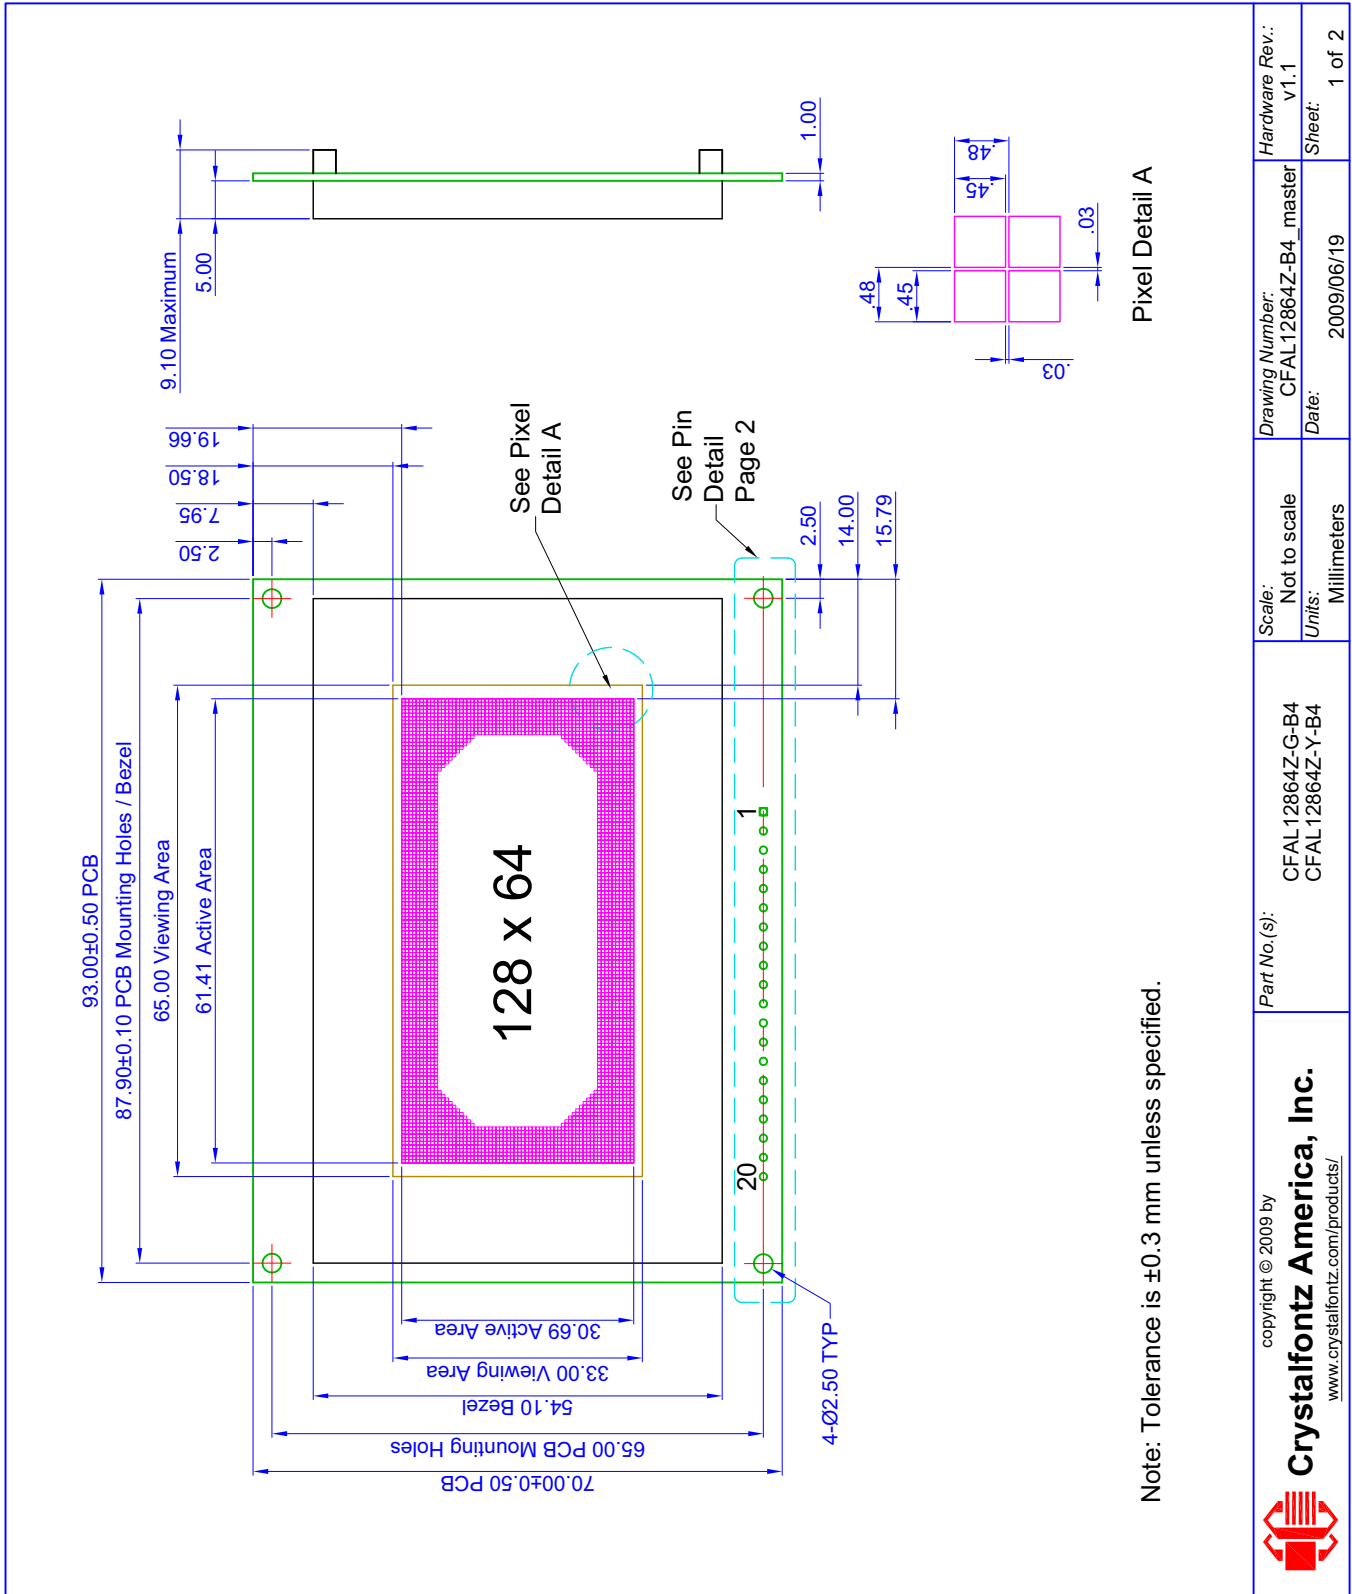 93.00±0.50 PCB
87.90±0.10 PCB Mounting Holes / Bezel
65.00 Viewing Area
61.41 Active Area
2.50
7.95
18.50
19.66
9.10 Maximum
5.00
1.00
70.00±0.50 PCB
65.00 PCB Mounting Holes
54.10 Bezel
33.00 Viewing Area
30.69 Active Area
128 x 64
See Pixel
Detail A
See Pin
Detail
Page 2
20
1
2.50
14.00
15.79
4-Ø2.50 TYP
.48
.45
.45
.48
.03
.03
Pixel Detail A
Note: Tolerance is ±0.3 mm unless specified.
copyright © 2009 by
Crystalfontz America, Inc.
www.crystalfontz.com/products/
Part No.(s):
CFAL12864Z-G-B4
CFAL12864Z-Y-B4
Scale:
Not to scale
Units:
Millimeters
Drawing Number:
CFAL12864Z-B4_master
Date:
2009/06/19
Hardware Rev.:
v1.1
Sheet:
1 of 2